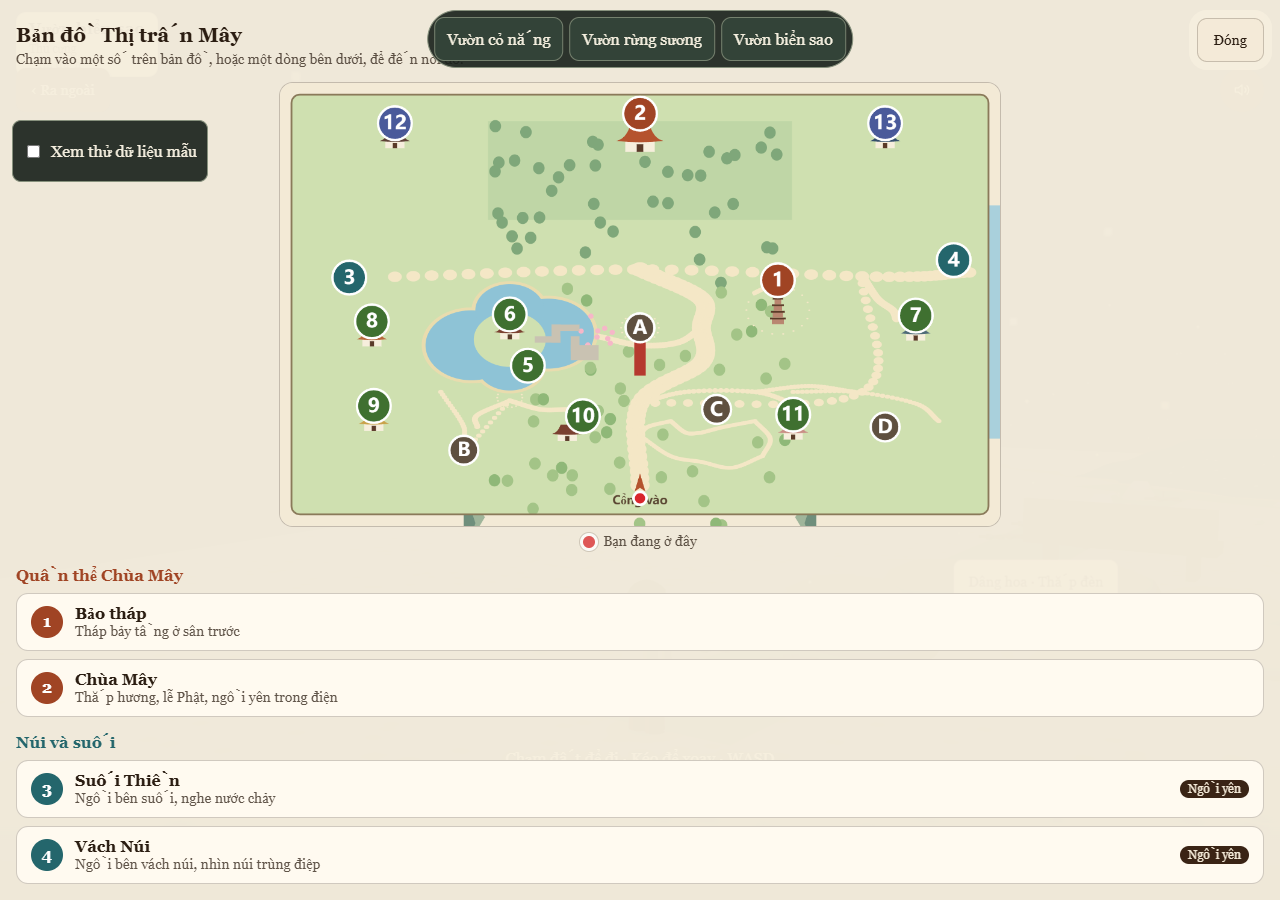 Bản đồ Thị trấn Mây
Chạm vào một số trên bản đồ, hoặc một dòng bên dưới, để đến
Vườn cỏ nắng
Vườn rừng sương
Vườn biển sao
Đóng
Xem thử dữ liệu mẫu
12
2
13
3
4
1
8
6
A
7
5
9
10
C
11
B
D
Cổng vào
Bạn đang ở đây
Quần thể Chùa Mây
1
Bảo tháp
Tháp bảy tầng ở sân trước
2
Chùa Mây
Thắp hương, lễ Phật, ngồi yên trong điện
Núi và suối
3
Suối Thiền
Ngồi bên suối, nghe nước chảy
Ngồi yên
4
Vách Núi
Ngồi bên vách núi, nhìn núi trùng điệp
Ngồi yên